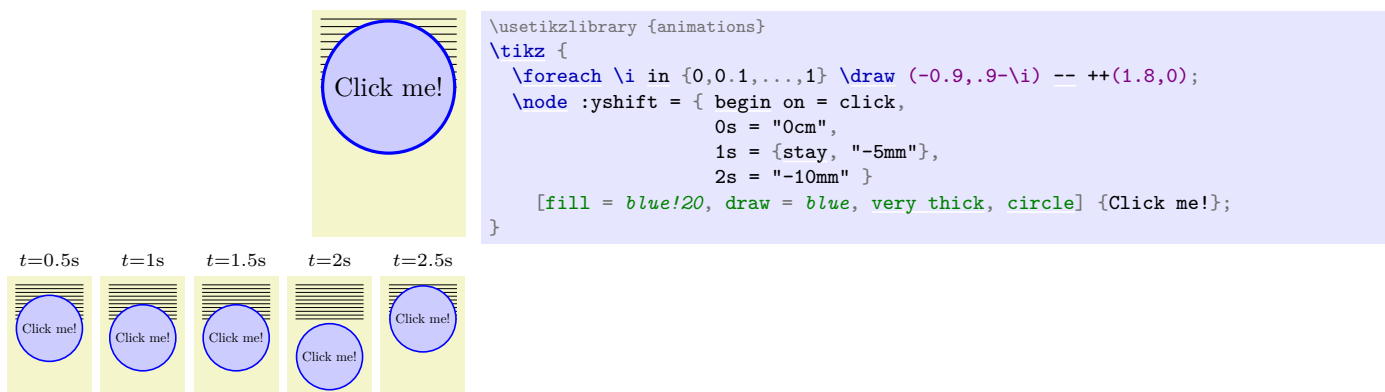 Click me!
\usetikzlibrary {animations}
\tikz {
  \foreach \i in {0,0.1,...,1} \draw (-0.9,.9-\i) -- ++(1.8,0);
  \node :yshift = { begin on = click,
                    0s = "0cm",
                    1s = {stay, "-5mm"},
                    2s = "-10mm" }
    [fill = blue!20, draw = blue, very thick, circle] {Click me!};
}
t=0.5s t=1s t=1.5s t=2s t=2.5s
Click me! Click me! Click me! Click me! Click me!